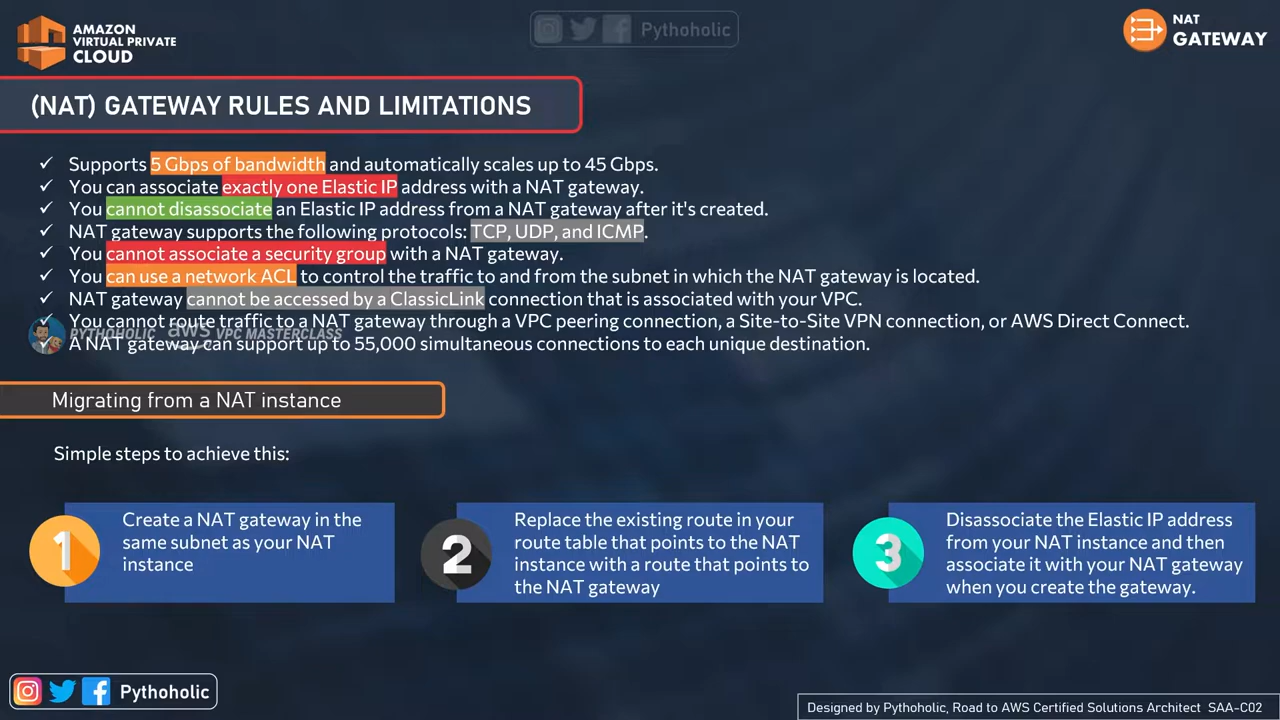 AMAZON
VIRTUAL PRIVATE
CLOUD
Pythoholic
NAT
GATEWAY
(NAT) GATEWAY RULES AND LIMITATIONS
✓ Supports 5 Gbps of bandwidth and automatically scales up to 45 Gbps.
✓ You can associate exactly one Elastic IP address with a NAT gateway.
✓ You cannot disassociate an Elastic IP address from a NAT gateway after it's created.
✓ NAT gateway supports the following protocols: TCP, UDP, and ICMP.
✓ You cannot associate a security group with a NAT gateway.
✓ You can use a network ACL to control the traffic to and from the subnet in which the NAT gateway is located.
✓ NAT gateway cannot be accessed by a ClassicLink connection that is associated with your VPC.
✓ You cannot route traffic to a NAT gateway through a VPC peering connection, a Site-to-Site VPN connection, or AWS Direct Connect.
PYTHOHOLIC aws VPC MASTERCLASS
✓ A NAT gateway can support up to 55,000 simultaneous connections to each unique destination.
Migrating from a NAT instance
Simple steps to achieve this:
1
Create a NAT gateway in the
same subnet as your NAT
instance
2
Replace the existing route in your
route table that points to the NAT
instance with a route that points to
the NAT gateway
3
Disassociate the Elastic IP address
from your NAT instance and then
associate it with your NAT gateway
when you create the gateway.
Pythoholic
Designed by Pythoholic, Road to AWS Certified Solutions Architect SAA-C02